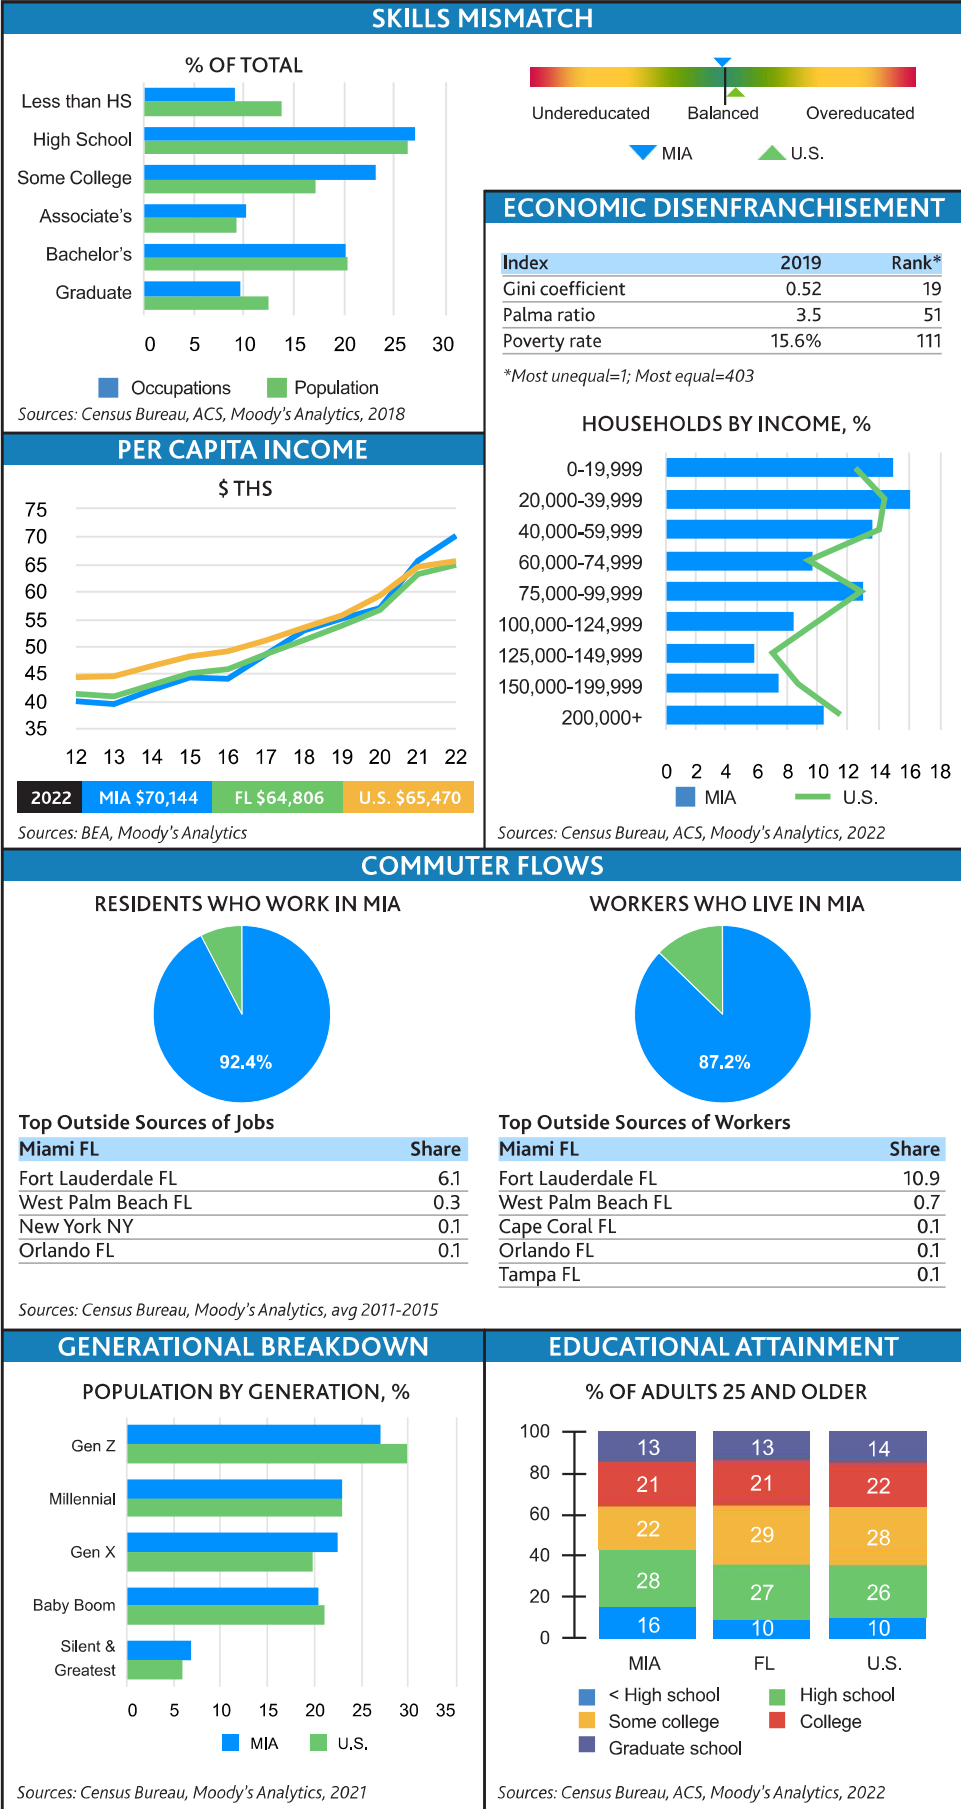 SKILLS MISMATCH
% OF TOTAL
Less than HS
High School
Some College
Associate's
Bachelor's
Graduate
0 5 10 15 20 25 30
Occupations Population
Sources: Census Bureau, ACS, Moody's Analytics, 2018
Undereducated Balanced Overeducated
MIA U.S.
ECONOMIC DISENFRANCHISEMENT
Index 2019 Rank*
Gini coefficient 0.52 19
Palma ratio 3.5 51
Poverty rate 15.6% 111
*Most unequal=1; Most equal=403
HOUSEHOLDS BY INCOME, %
0-19,999
20,000-39,999
40,000-59,999
60,000-74,999
75,000-99,999
100,000-124,999
125,000-149,999
150,000-199,999
200,000+
0 2 4 6 8 10 12 14 16 18
MIA U.S.
Sources: Census Bureau, ACS, Moody's Analytics, 2022
PER CAPITA INCOME
$ THS
75
70
65
60
55
50
45
40
35
12 13 14 15 16 17 18 19 20 21 22
2022 MIA $70,144 FL $64,806 U.S. $65,470
Sources: BEA, Moody's Analytics
COMMUTER FLOWS
RESIDENTS WHO WORK IN MIA
92.4%
Top Outside Sources of Jobs
Miami FL Share
Fort Lauderdale FL 6.1
West Palm Beach FL 0.3
New York NY 0.1
Orlando FL 0.1
Sources: Census Bureau, Moody's Analytics, avg 2011-2015
WORKERS WHO LIVE IN MIA
87.2%
Top Outside Sources of Workers
Miami FL Share
Fort Lauderdale FL 10.9
West Palm Beach FL 0.7
Cape Coral FL 0.1
Orlando FL 0.1
Tampa FL 0.1
GENERATIONAL BREAKDOWN
POPULATION BY GENERATION, %
Gen Z
Millennial
Gen X
Baby Boom
Silent &
Greatest
0 5 10 15 20 25 30 35
MIA U.S.
Sources: Census Bureau, Moody's Analytics, 2021
EDUCATIONAL ATTAINMENT
% OF ADULTS 25 AND OLDER
100
80
60
40
20
0
13 13 14
21 21 22
22 29 28
28 27 26
16 10 10
MIA FL U.S.
< High school High school
Some college College
Graduate school
Sources: Census Bureau, ACS, Moody's Analytics, 2022